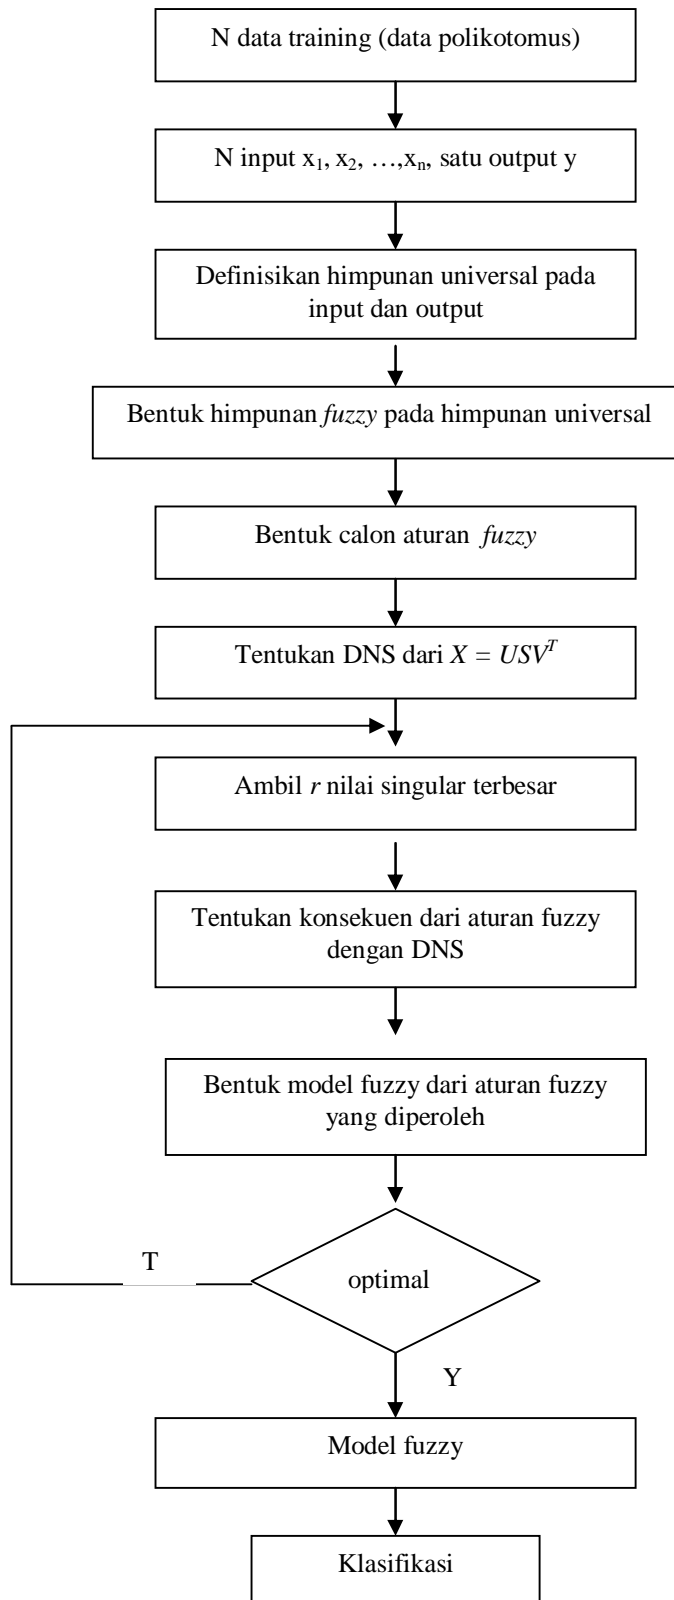 N data training (data polikotomus)
N input x₁, x₂, …,xₙ, satu output y
Definisikan himpunan universal pada
input dan output
Bentuk himpunan fuzzy pada himpunan universal
Bentuk calon aturan fuzzy
Tentukan DNS dari X = USVᵀ
Ambil r nilai singular terbesar
Tentukan konsekuen dari aturan fuzzy
dengan DNS
Bentuk model fuzzy dari aturan fuzzy
yang diperoleh
T
optimal
Y
Model fuzzy
Klasifikasi